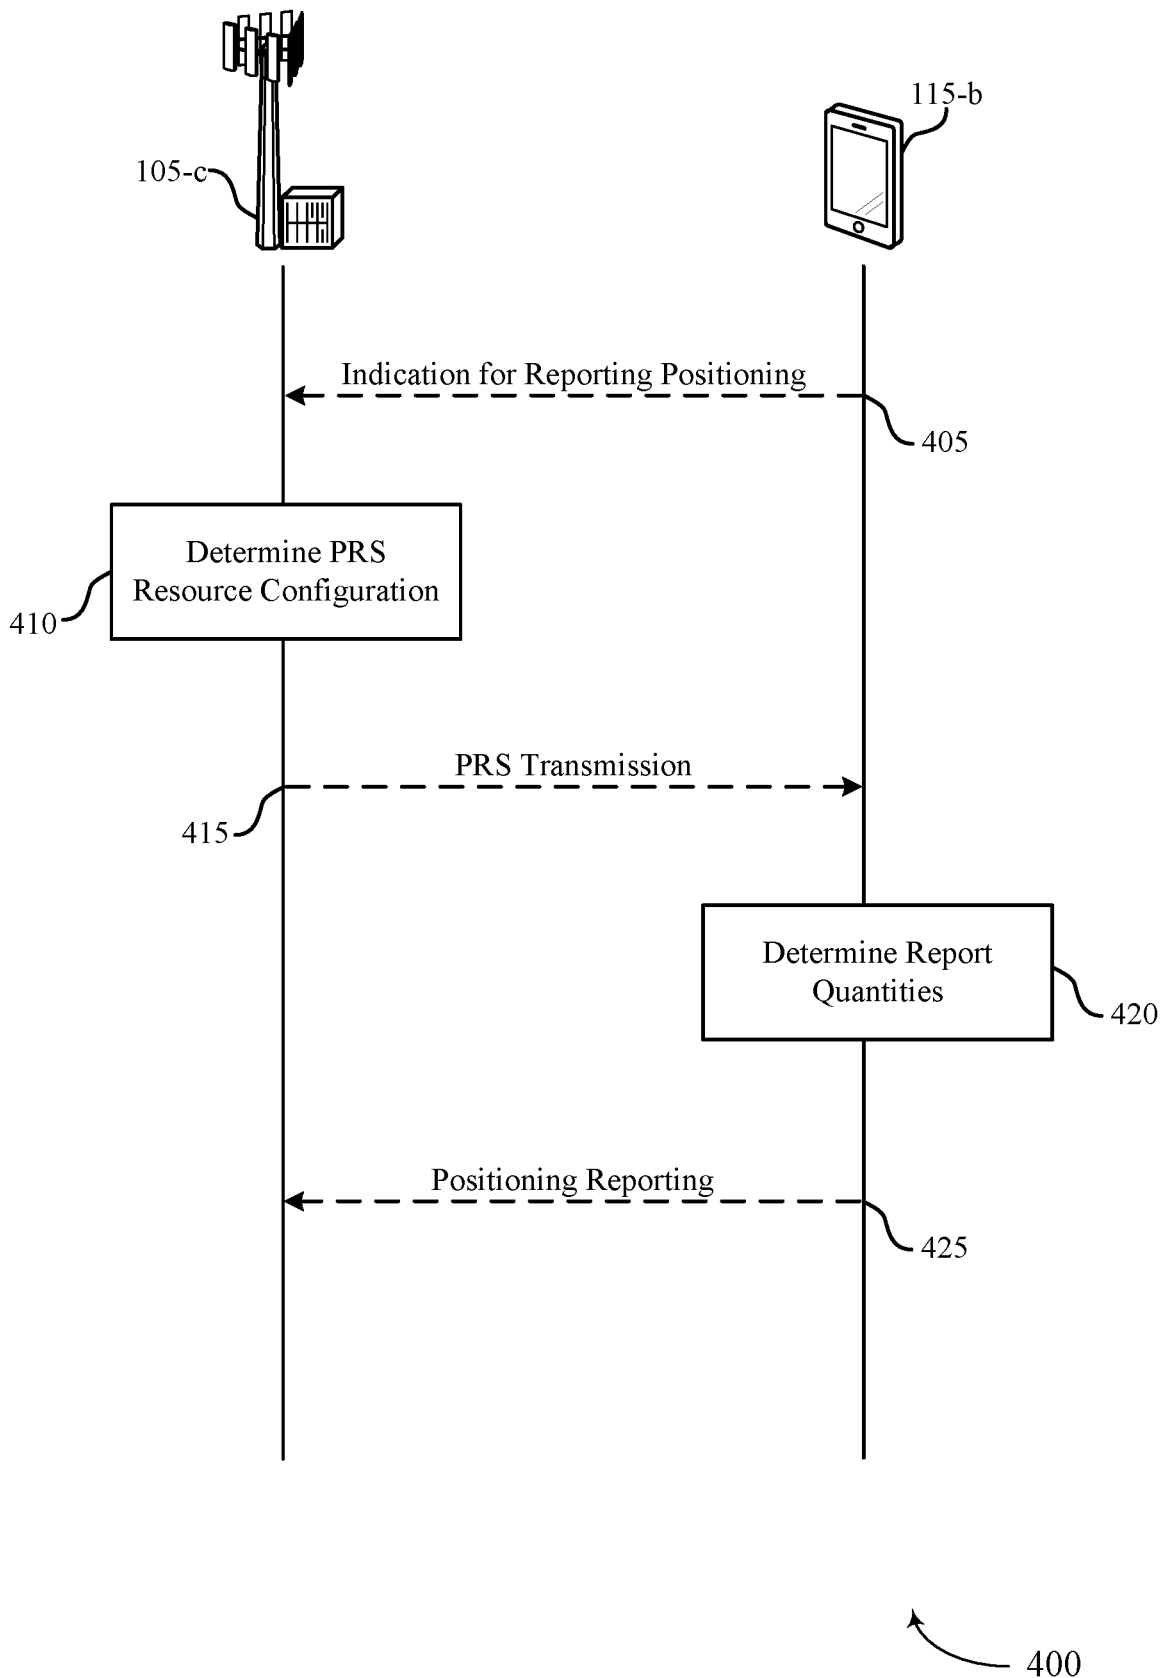 115-b
105-c
Indication for Reporting Positioning
405
Determine PRS
Resource Configuration
410
PRS Transmission
415
Determine Report
Quantities
420
Positioning Reporting
425
400